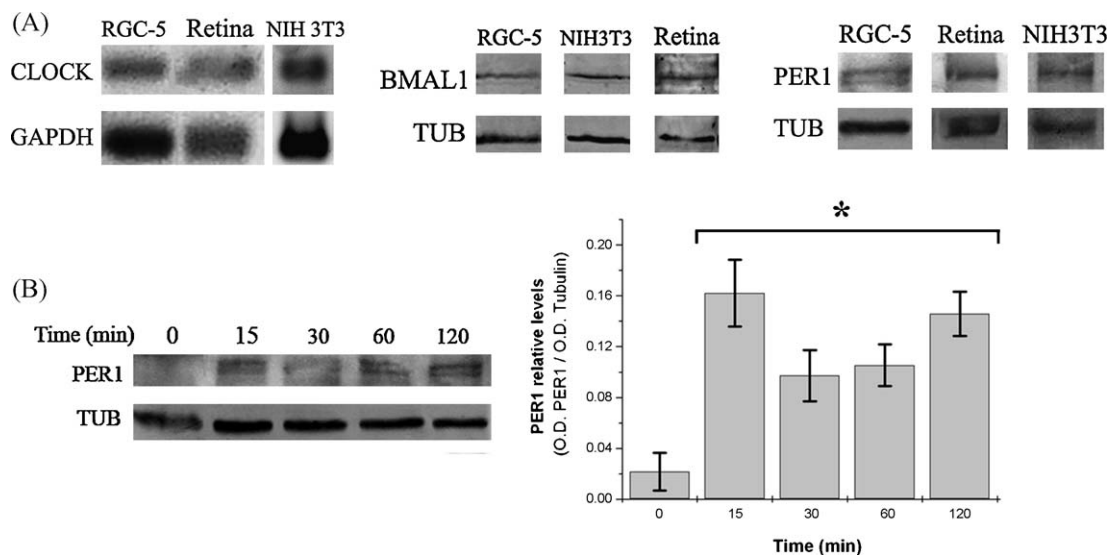 (A)
RGC-5 Retina NIH 3T3
CLOCK
GAPDH
RGC-5 NIH3T3 Retina
BMAL1
TUB
RGC-5 Retina NIH3T3
PER1
TUB
(B)
Time (min) 0 15 30 60 120
PER1
TUB
*
PER1 relative levels
(O.D. PER1 / O.D. Tubulin)
0.20
0.16
0.12
0.08
0.04
0.00
0 15 30 60 120
Time (min)